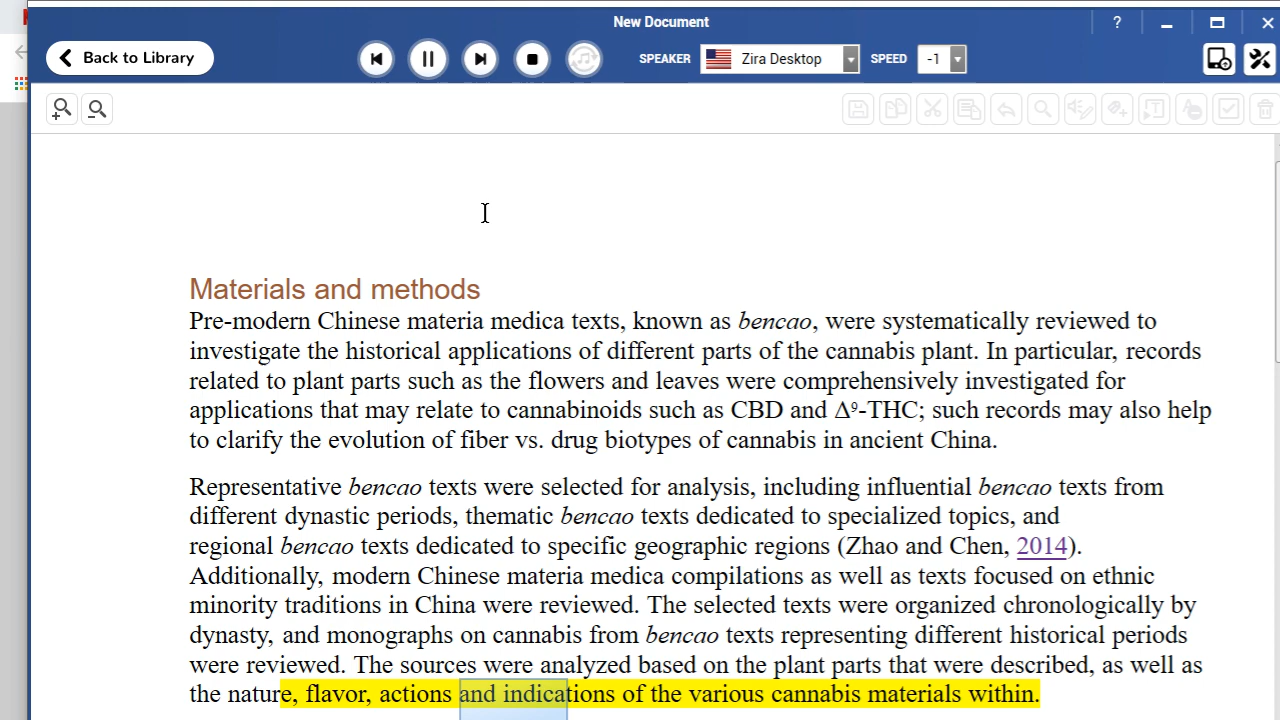 New Document
?
Back to Library
SPEAKER
Zira Desktop
SPEED
-1
Materials and methods
Pre-modern Chinese materia medica texts, known as bencao, were systematically reviewed to
investigate the historical applications of different parts of the cannabis plant. In particular, records
related to plant parts such as the flowers and leaves were comprehensively investigated for
applications that may relate to cannabinoids such as CBD and Δ⁹-THC; such records may also help
to clarify the evolution of fiber vs. drug biotypes of cannabis in ancient China.
Representative bencao texts were selected for analysis, including influential bencao texts from
different dynastic periods, thematic bencao texts dedicated to specialized topics, and
regional bencao texts dedicated to specific geographic regions (Zhao and Chen, 2014).
Additionally, modern Chinese materia medica compilations as well as texts focused on ethnic
minority traditions in China were reviewed. The selected texts were organized chronologically by
dynasty, and monographs on cannabis from bencao texts representing different historical periods
were reviewed. The sources were analyzed based on the plant parts that were described, as well as
the nature, flavor, actions and indications of the various cannabis materials within.